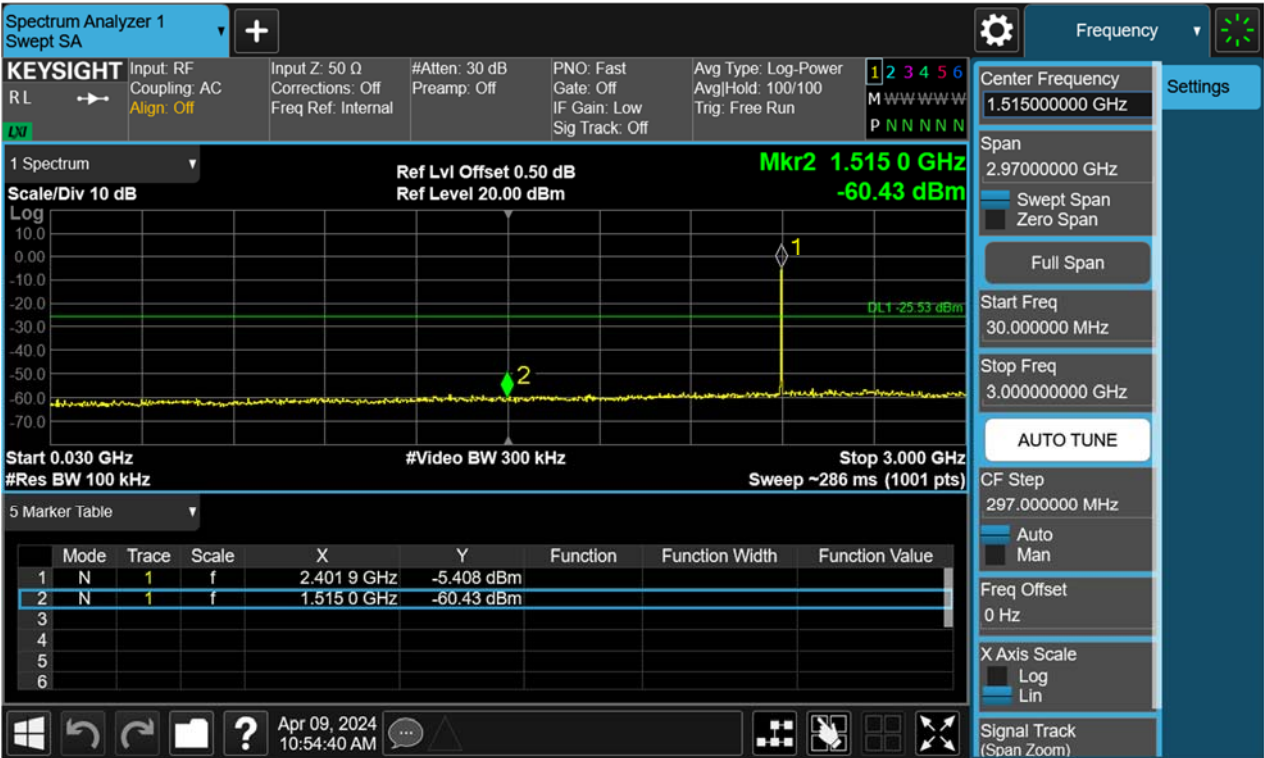 Spectrum Analyzer 1
Swept SA
+
Frequency
KEYSIGHT
R L
LXI
Input: RF
Coupling: AC
Align: Off
Input Z: 50 Ω
Corrections: Off
Freq Ref: Internal
#Atten: 30 dB
Preamp: Off
PNO: Fast
Gate: Off
IF Gain: Low
Sig Track: Off
Avg Type: Log-Power
Avg|Hold: 100/100
Trig: Free Run
1 2 3 4 5 6
M W W W W W
P N N N N N
1 Spectrum
Scale/Div 10 dB
Ref Lvl Offset 0.50 dB
Ref Level 20.00 dBm
Mkr2 1.515 0 GHz
-60.43 dBm
Log
10.0
0.00
-10.0
-20.0
-30.0
-40.0
-50.0
-60.0
-70.0
1
DL1 -25.53 dBm
2
Start 0.030 GHz
#Video BW 300 kHz
Stop 3.000 GHz
#Res BW 100 kHz
Sweep ~286 ms (1001 pts)
5 Marker Table
Mode Trace Scale X Y Function Function Width Function Value
1 N 1 f 2.401 9 GHz -5.408 dBm
2 N 1 f 1.515 0 GHz -60.43 dBm
3
4
5
6
?
Apr 09, 2024
10:54:40 AM
Center Frequency
1.515000000 GHz
Settings
Span
2.97000000 GHz
Swept Span
Zero Span
Full Span
Start Freq
30.000000 MHz
Stop Freq
3.000000000 GHz
AUTO TUNE
CF Step
297.000000 MHz
Auto
Man
Freq Offset
0 Hz
X Axis Scale
Log
Lin
Signal Track
(Span Zoom)